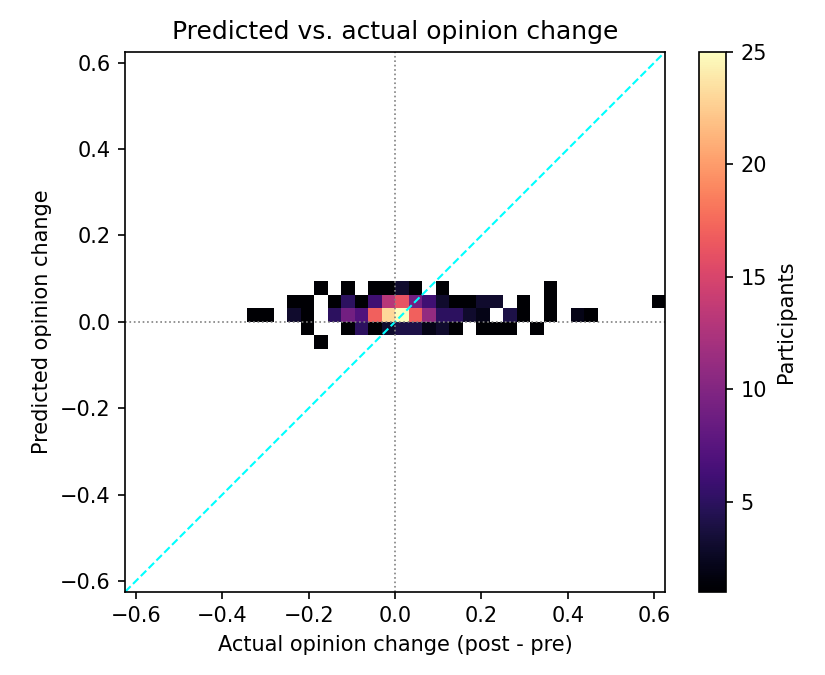 Predicted vs. actual opinion change
Predicted opinion change
0.6
0.4
0.2
0.0
−0.2
−0.4
−0.6
−0.6 −0.4 −0.2 0.0 0.2 0.4 0.6
Actual opinion change (post - pre)
25
20
15
10
5
Participants